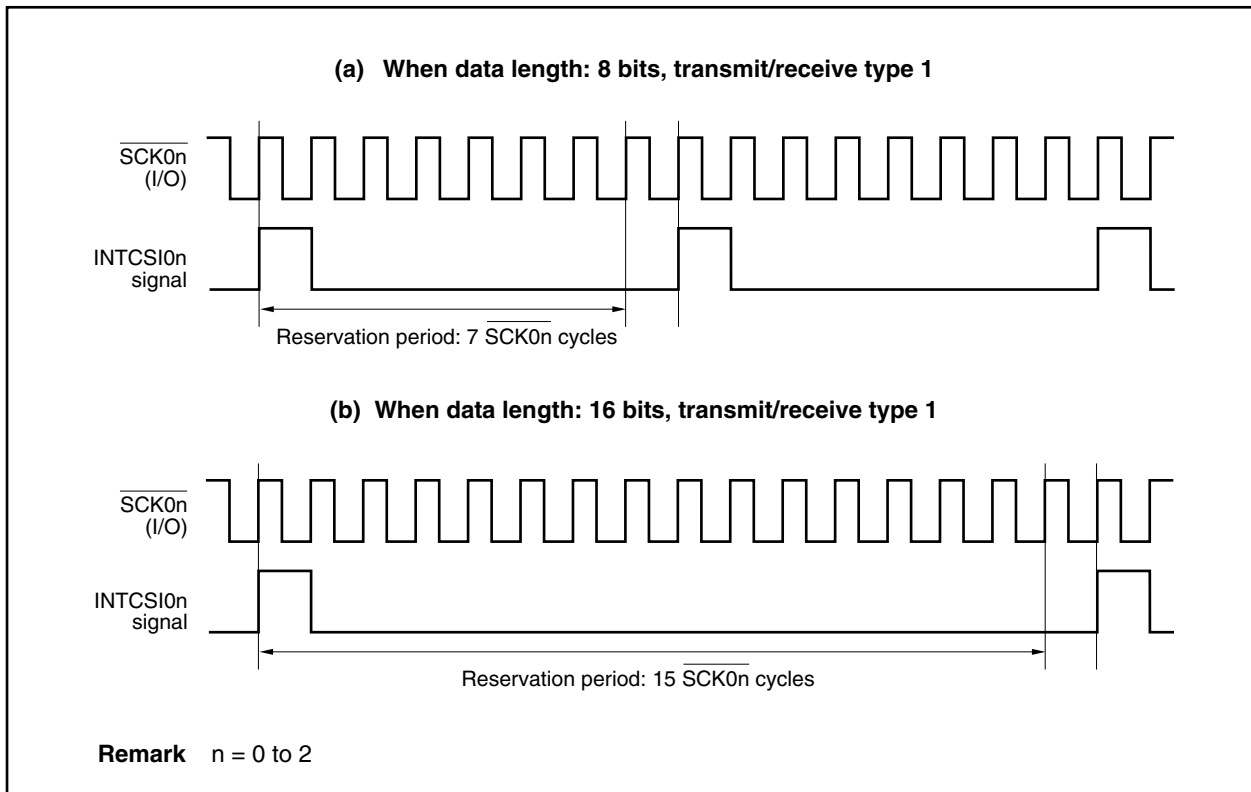 (a) When data length: 8 bits, transmit/receive type 1
SCK0n
(I/O)
INTCSI0n
signal
Reservation period: 7 SCK0n cycles
(b) When data length: 16 bits, transmit/receive type 1
SCK0n
(I/O)
INTCSI0n
signal
Reservation period: 15 SCK0n cycles
Remark n = 0 to 2